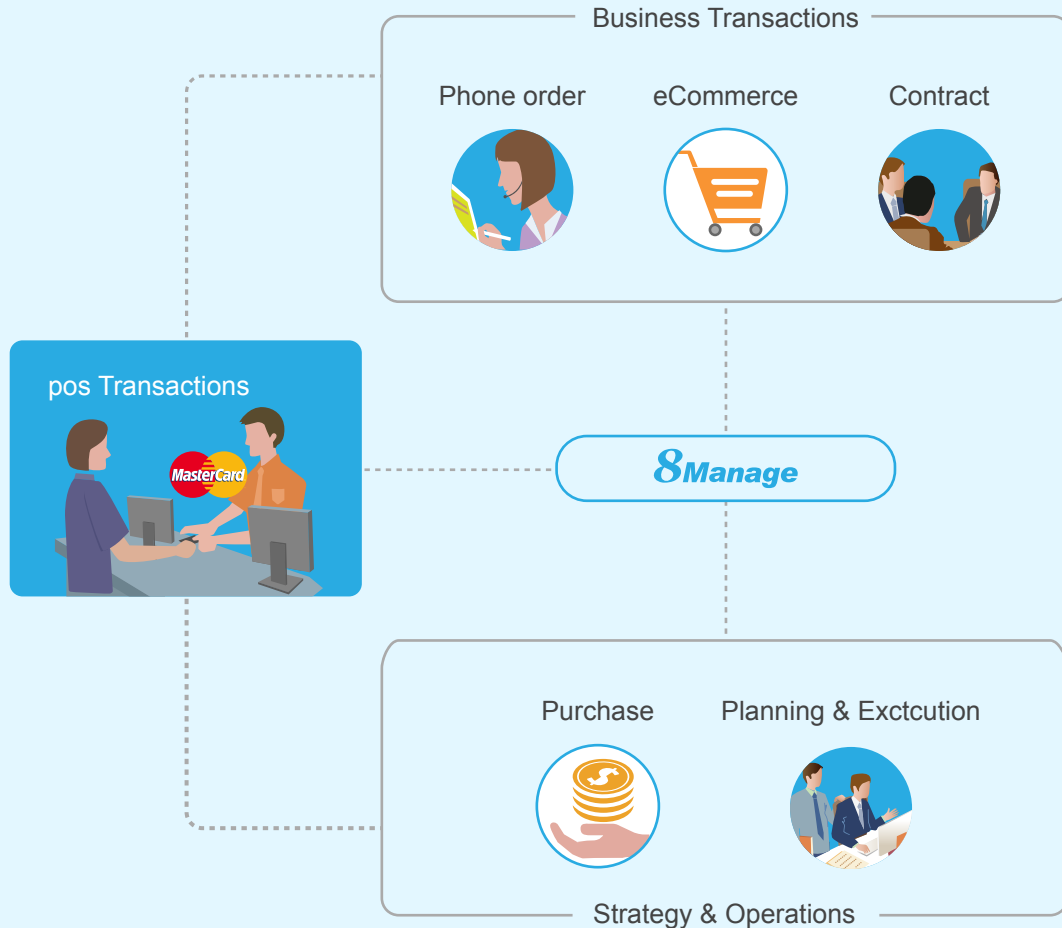 Business Transactions
Phone order
eCommerce
Contract
pos Transactions
MasterCard
8Manage
Purchase
Planning & Exctcution
$
Strategy & Operations